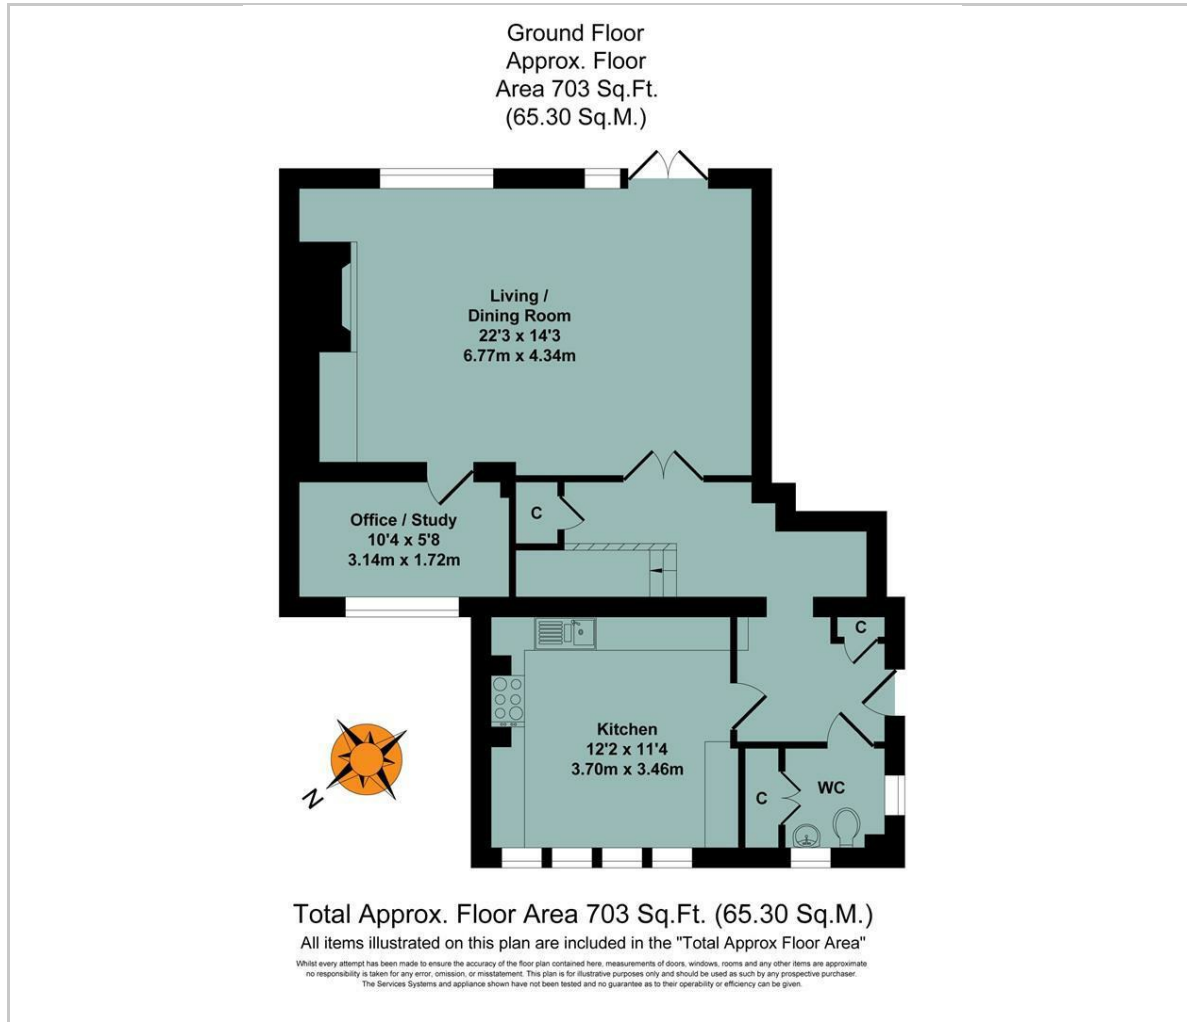 Ground Floor
Approx. Floor
Area 703 Sq.Ft.
(65.30 Sq.M.)
Living /
Dining Room
22'3 x 14'3
6.77m x 4.34m
Office / Study
10'4 x 5'8
3.14m x 1.72m
C
C
Kitchen
12'2 x 11'4
3.70m x 3.46m
C
WC
N
Total Approx. Floor Area 703 Sq.Ft. (65.30 Sq.M.)
All items illustrated on this plan are included in the "Total Approx Floor Area"
Whilst every attempt has been made to ensure the accuracy of the floor plan contained here, measurements of doors, windows, rooms and any other items are approximate
no responsibility is taken for any error, omission, or misstatement. This plan is for illustrative purposes only and should be used as such by any prospective purchaser.
The Services Systems and appliance shown have not been tested and no guarantee as to their operability or efficiency can be given.